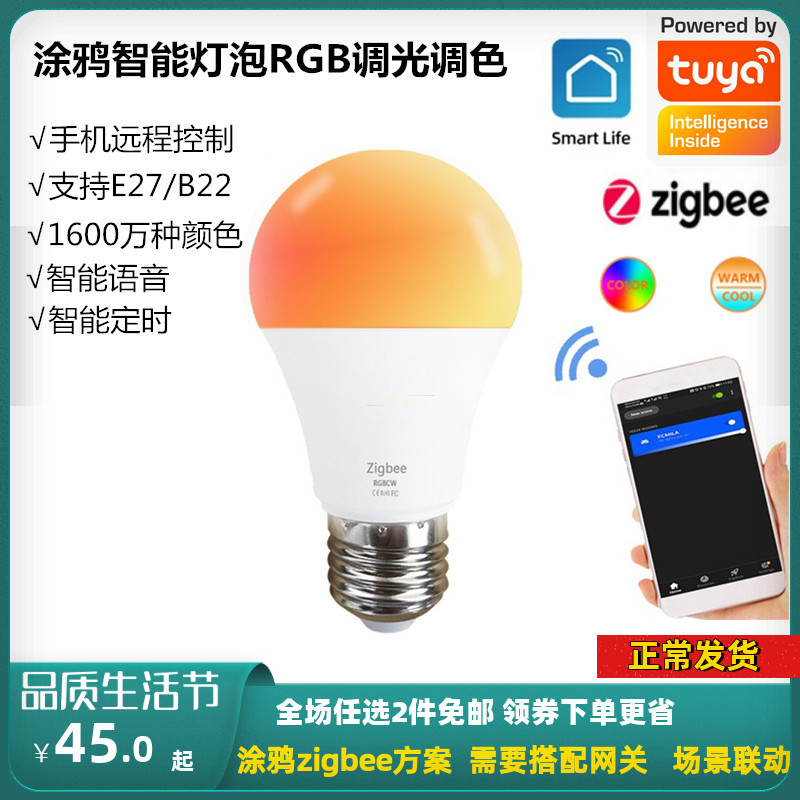 涂鸦智能灯泡RGB调光调色
√手机远程控制
√支持E27/B22
√1600万种颜色
√智能语音
√智能定时
Smart Life
Powered by
tuya
Intelligence
Inside
zigbee
COLOR
WARM
COOL
Zigbee
RGBCW
CE RoHS FC
正常发货
品质生活节
¥45.0 起
全场任选2件免邮 领券下单更省
涂鸦zigbee方案 需要搭配网关 场景联动